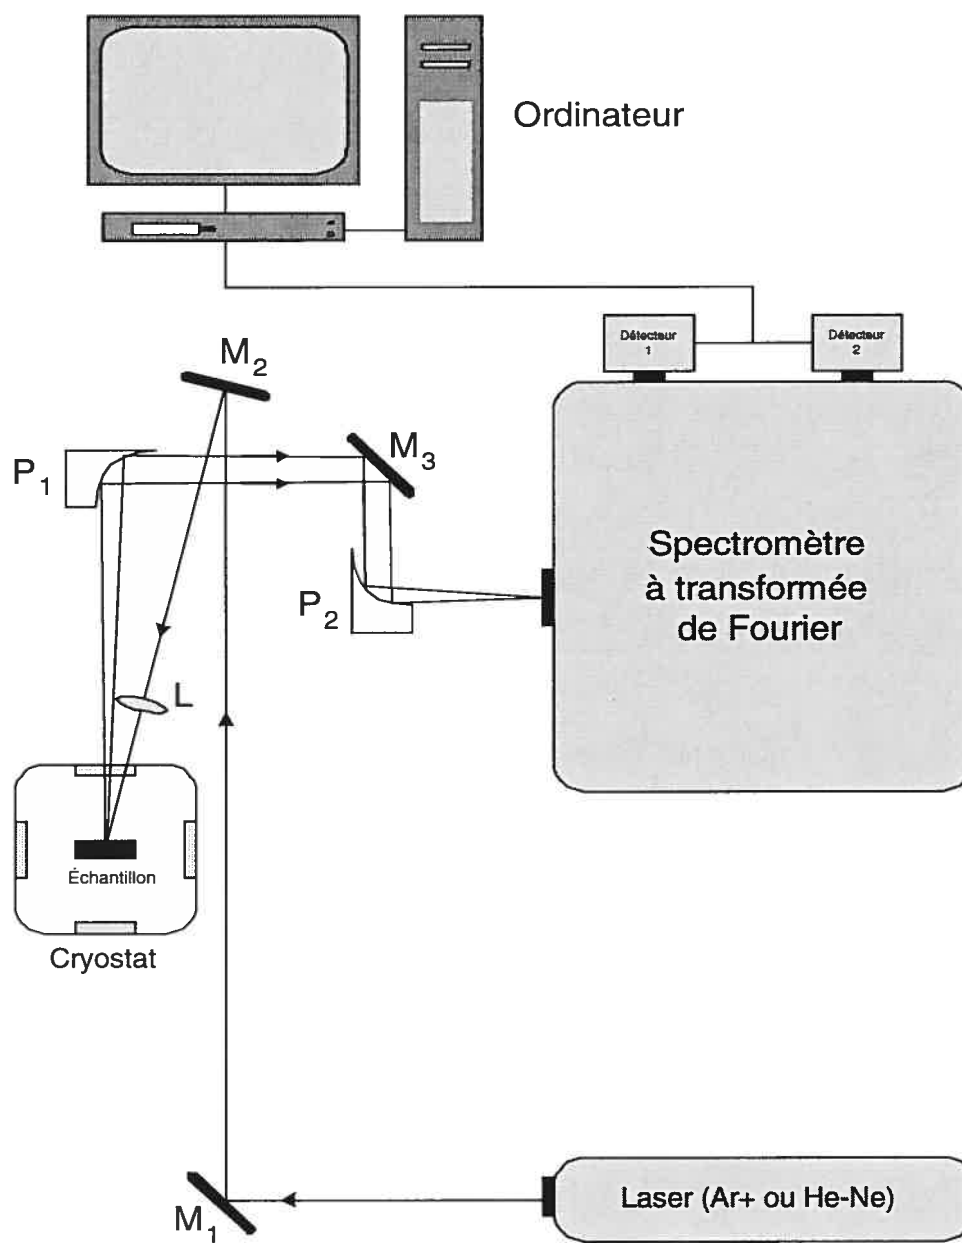 Ordinateur
Détecteur
1
Détecteur
2
M2
P1
M3
Spectromètre
à transformée
de Fourier
P2
L
Échantillon
Cryostat
Laser (Ar+ ou He-Ne)
M1